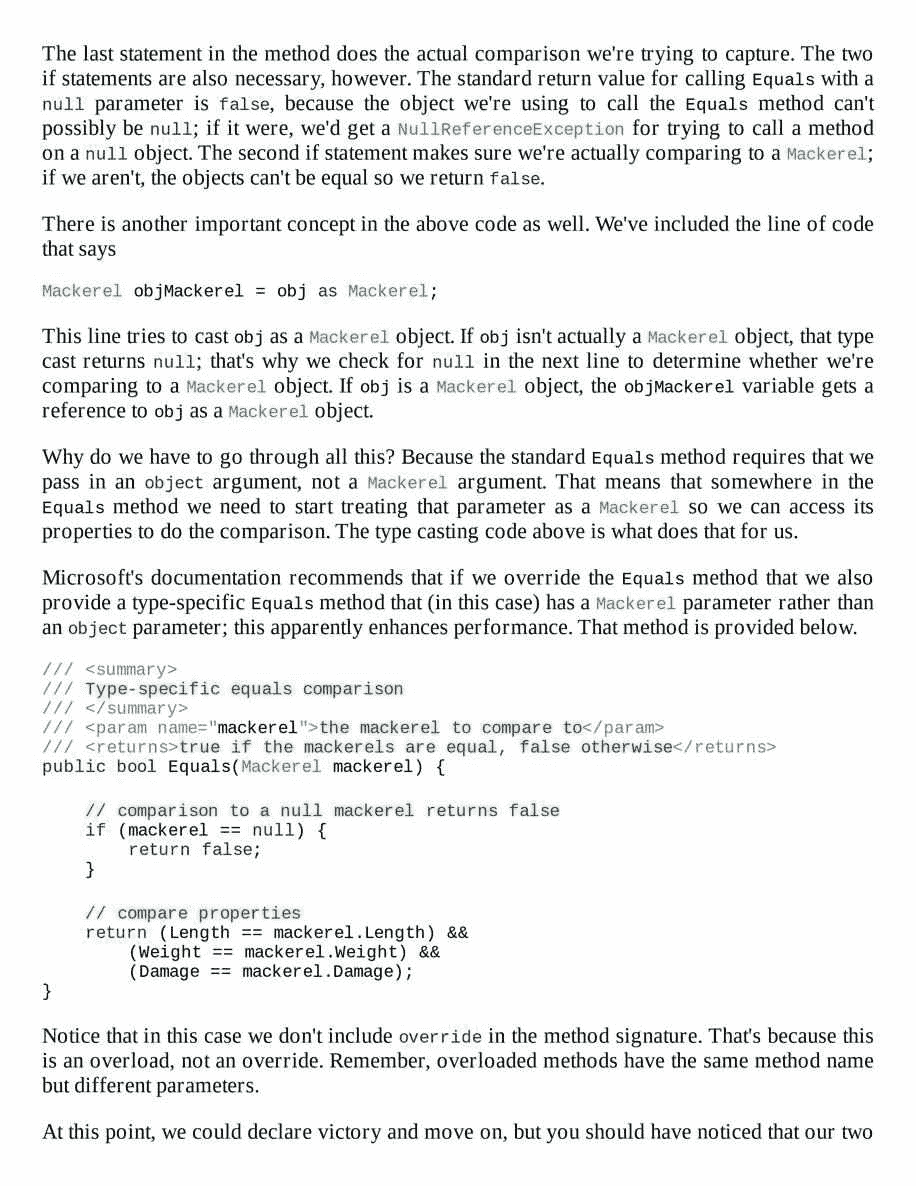 The last statement in the method does the actual comparison we're trying to capture. The two
if statements are also necessary, however. The standard return value for calling Equals with a
null parameter is false, because the object we're using to call the Equals method can't
possibly be null; if it were, we'd get a NullReferenceException for trying to call a method
on a null object. The second if statement makes sure we're actually comparing to a Mackerel;
if we aren't, the objects can't be equal so we return false.
There is another important concept in the above code as well. We've included the line of code
that says
Mackerel objMackerel = obj as Mackerel;
This line tries to cast obj as a Mackerel object. If obj isn't actually a Mackerel object, that type
cast returns null; that's why we check for null in the next line to determine whether we're
comparing to a Mackerel object. If obj is a Mackerel object, the objMackerel variable gets a
reference to obj as a Mackerel object.
Why do we have to go through all this? Because the standard Equals method requires that we
pass in an object argument, not a Mackerel argument. That means that somewhere in the
Equals method we need to start treating that parameter as a Mackerel so we can access its
properties to do the comparison. The type casting code above is what does that for us.
Microsoft's documentation recommends that if we override the Equals method that we also
provide a type-specific Equals method that (in this case) has a Mackerel parameter rather than
an object parameter; this apparently enhances performance. That method is provided below.
/// <summary>
/// Type-specific equals comparison
/// </summary>
/// <param name="mackerel">the mackerel to compare to</param>
/// <returns>true if the mackerels are equal, false otherwise</returns>
public bool Equals(Mackerel mackerel) {
    // comparison to a null mackerel returns false
    if (mackerel == null) {
        return false;
    }
    // compare properties
    return (Length == mackerel.Length) &&
        (Weight == mackerel.Weight) &&
        (Damage == mackerel.Damage);
}
Notice that in this case we don't include override in the method signature. That's because this
is an overload, not an override. Remember, overloaded methods have the same method name
but different parameters.
At this point, we could declare victory and move on, but you should have noticed that our two